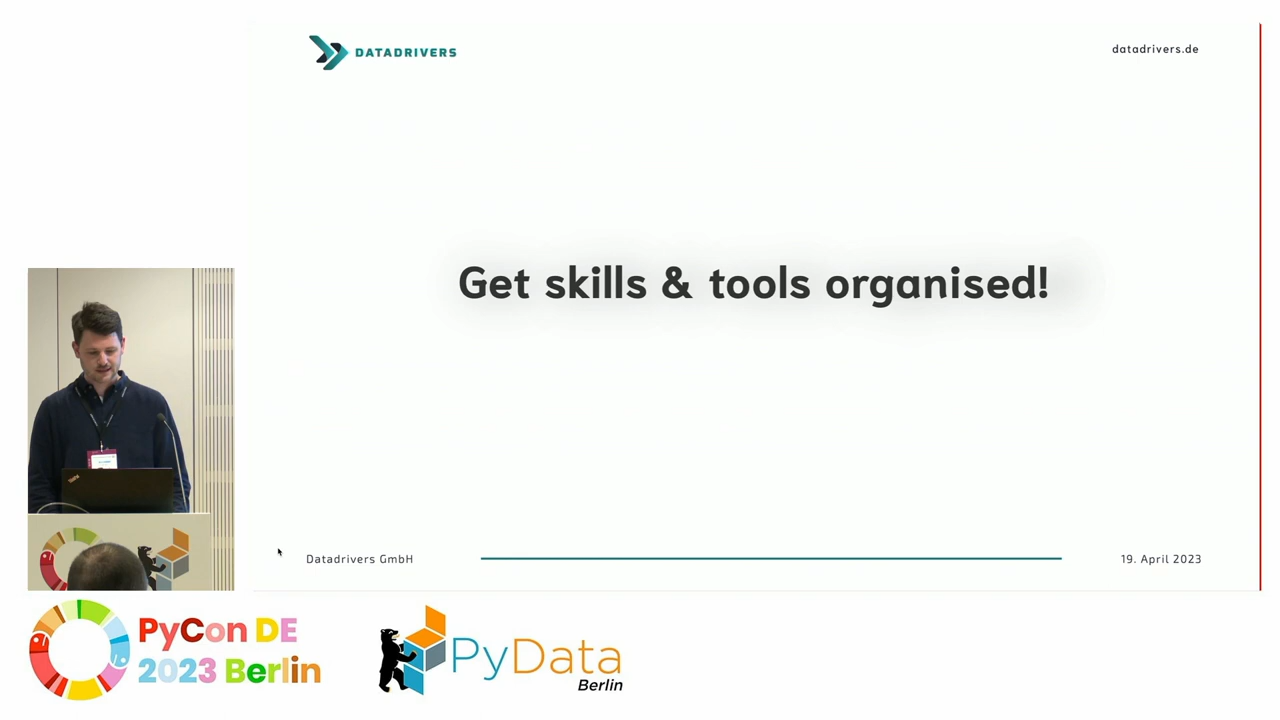 DATADRIVERS
datadrivers.de
Get skills & tools organised!
Datadrivers GmbH
19. April 2023
PyCon DE
2023 Berlin
PyData
Berlin